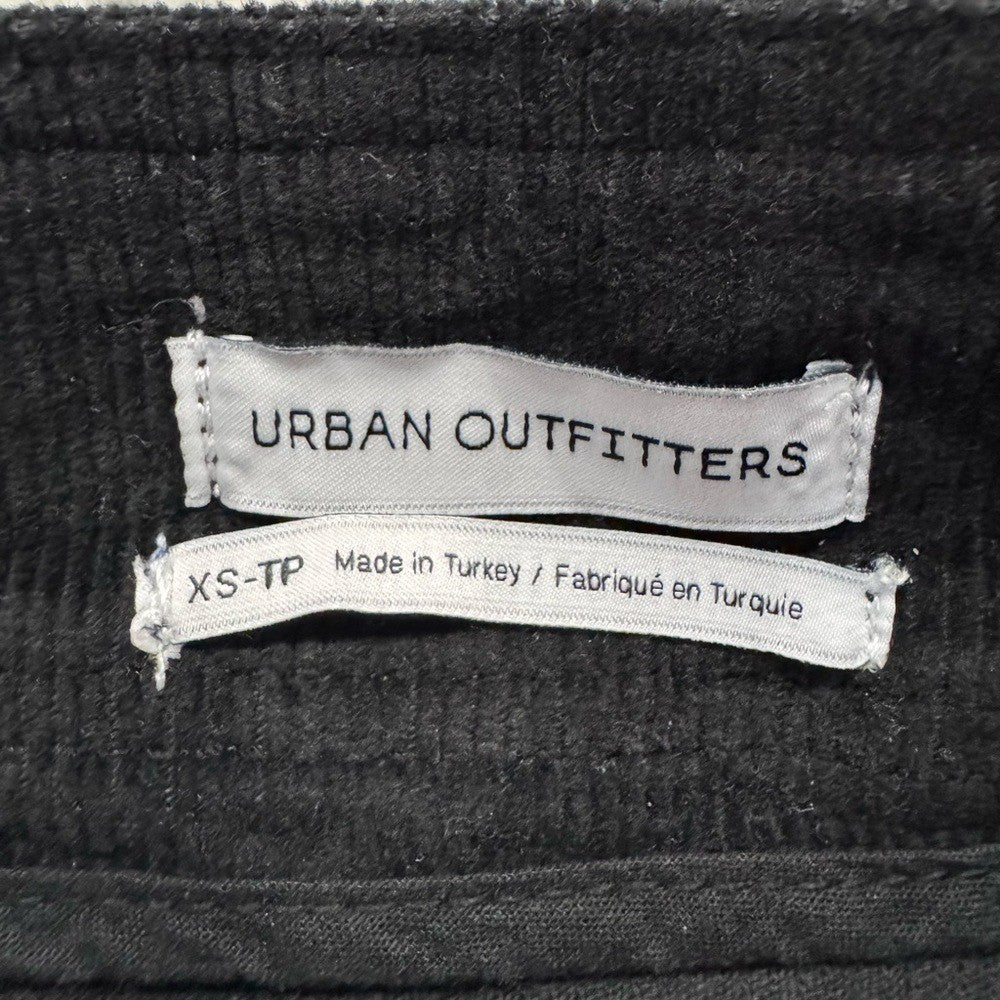 URBAN OUTFITTERS
XS-TP Made in Turkey / Fabriqué en Turquie